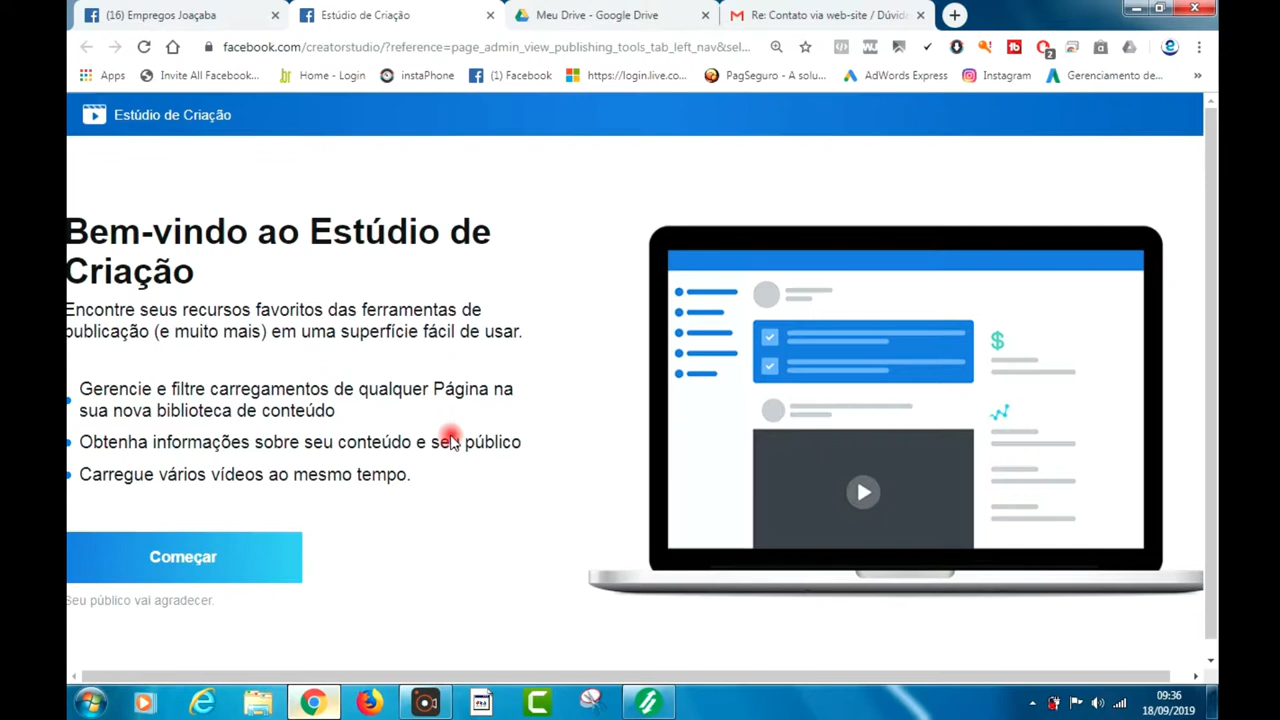 (16) Empregos Joaçaba
Estúdio de Criação
Meu Drive - Google Drive
Re: Contato via web-site / Dúvida
facebook.com/creatorstudio/?reference=page_admin_view_publishing_tools_tab_left_nav&sel...
2
Apps
Invite All Facebook...
Home - Login
instaPhone
(1) Facebook
https://login.live.co...
PagSeguro - A solu...
AdWords Express
Instagram
Gerenciamento de...
»
Estúdio de Criação
Bem-vindo ao Estúdio de
Criação
Encontre seus recursos favoritos das ferramentas de
publicação (e muito mais) em uma superfície fácil de usar.
Gerencie e filtre carregamentos de qualquer Página na
sua nova biblioteca de conteúdo
Obtenha informações sobre seu conteúdo e seu público
Carregue vários vídeos ao mesmo tempo.
Começar
Seu público vai agradecer.
$
09:36
18/09/2019